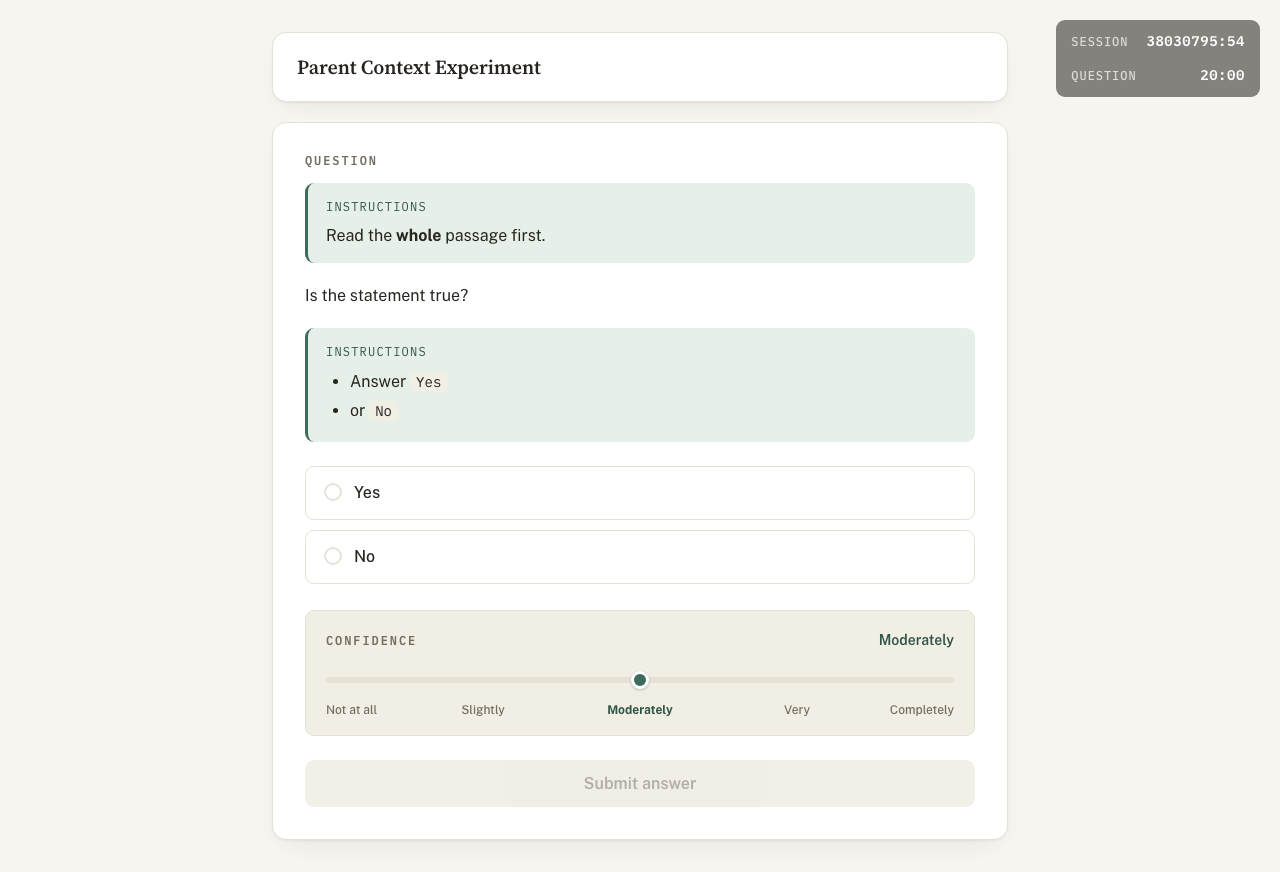 Parent Context Experiment
SESSION 38030795:54
QUESTION 20:00
QUESTION
INSTRUCTIONS
Read the whole passage first.
Is the statement true?
INSTRUCTIONS
• Answer Yes
• or No
Yes
No
CONFIDENCE Moderately
Not at all Slightly Moderately Very Completely
Submit answer